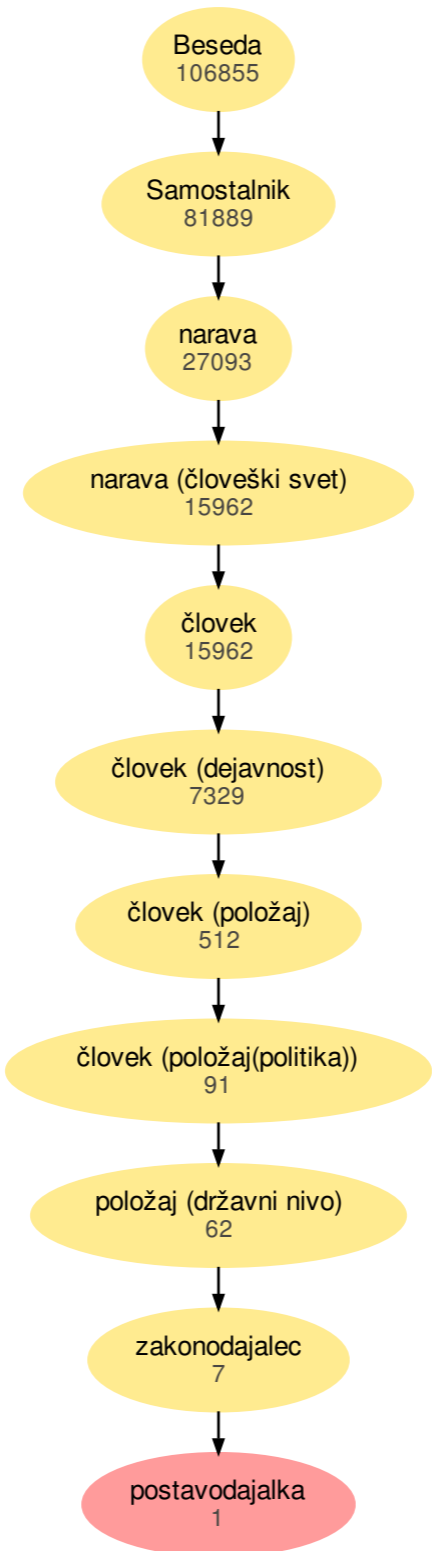 Beseda
106855
Samostalnik
81889
narava
27093
narava (človeški svet)
15962
človek
15962
človek (dejavnost)
7329
človek (položaj)
512
človek (položaj(politika))
91
položaj (državni nivo)
62
zakonodajalec
7
postavodajalka
1